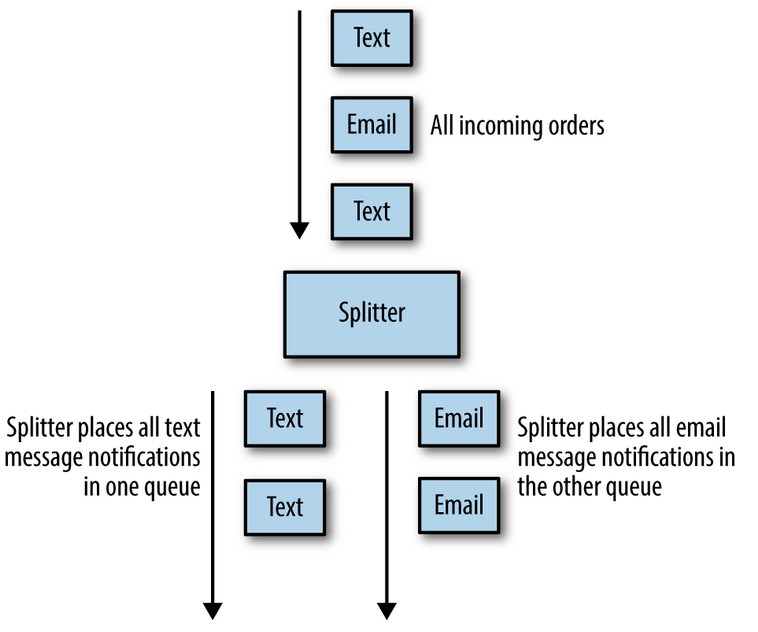 Text
Email
All incoming orders
Text
Splitter
Splitter places all text
message notifications
in one queue
Text
Text
Email
Email
Splitter places all email
message notifications in
the other queue